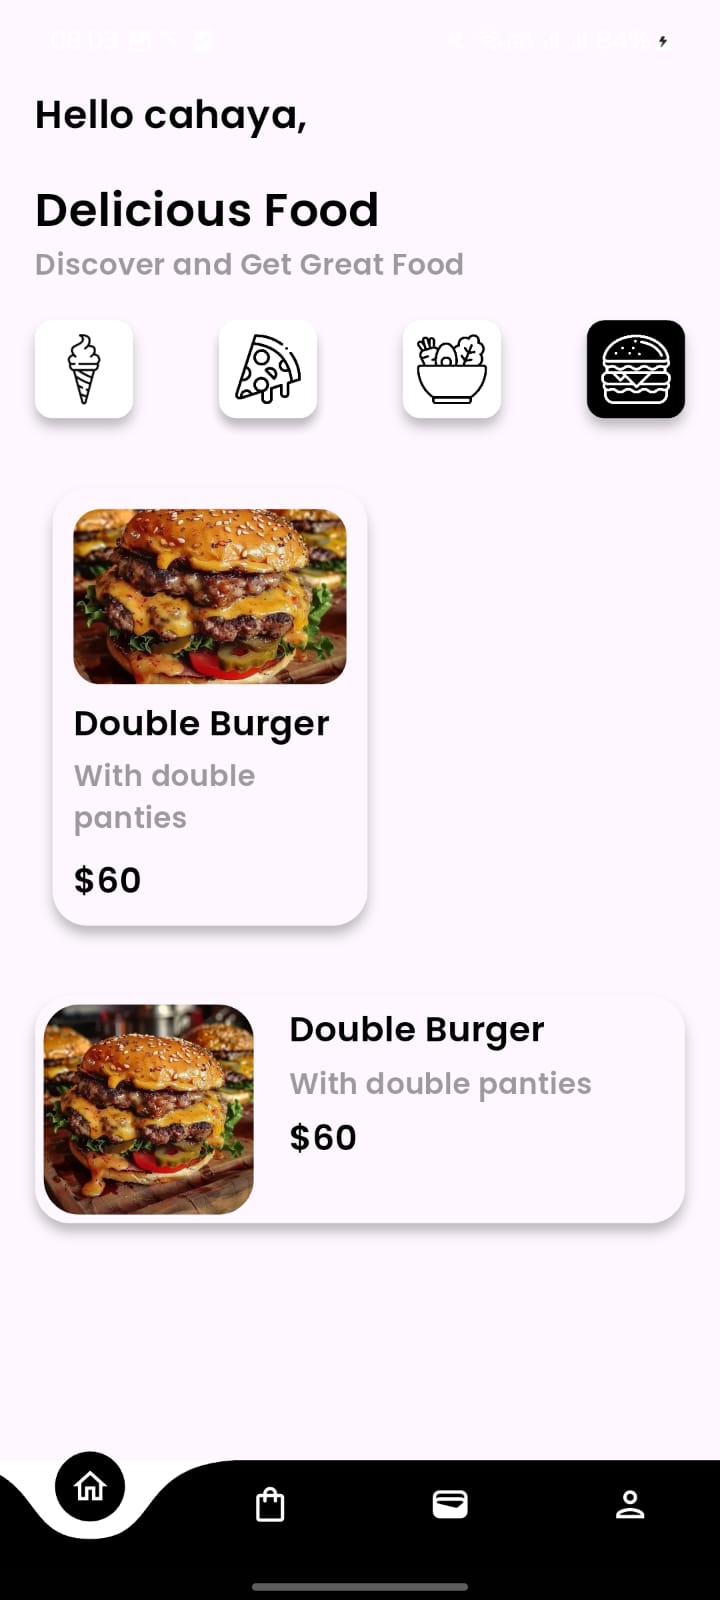 Hello cahaya,
Delicious Food
Discover and Get Great Food
Double Burger
With double
panties
$60
Double Burger
With double panties
$60